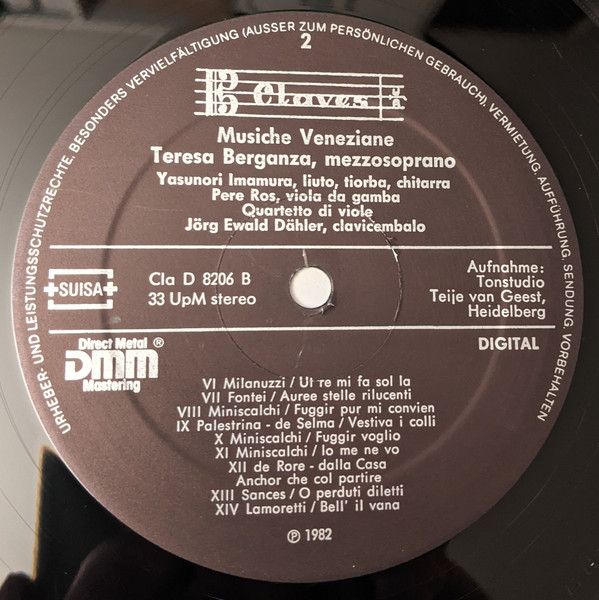 URHEBER- UND LEISTUNGSSCHUTZRECHTE, BESONDERS VERVIELFÄLTIGUNG (AUSSER ZUM PERSÖNLICHEN GEBRAUCH), VERMIETUNG, AUFFÜHRUNG, SENDUNG, VORBEHALTEN
2
Claves
Musiche Veneziane
Teresa Berganza, mezzosoprano
Yasunori Imamura, liuto, tiorba, chitarra
Pere Ros, viola da gamba
Quartetto di viole
Jörg Ewald Dähler, clavicembalo
SUISA
Cla D 8206 B
33 UpM stereo
Aufnahme:
Tonstudio
Teije van Geest,
Heidelberg
Direct Metal ®
DMM
Mastering
DIGITAL
VI Milanuzzi / Ut re mi fa sol la
VII Fontei / Auree stelle rilucenti
VIII Miniscalchi / Fuggir pur mi convien
IX Palestrina - de Selma / Vestiva i colli
X Miniscalchi / Fuggir voglio
XI Miniscalchi / Io me ne vo
XII de Rore - dalla Casa
Anchor che col partire
XIII Sances / O perduti diletti
XIV Lamoretti / Bell' il vana
℗ 1982